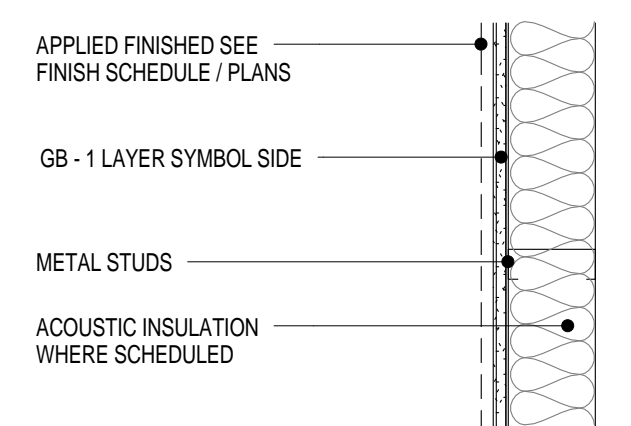 APPLIED FINISHED SEE
FINISH SCHEDULE / PLANS
GB - 1 LAYER SYMBOL SIDE
METAL STUDS
ACOUSTIC INSULATION
WHERE SCHEDULED